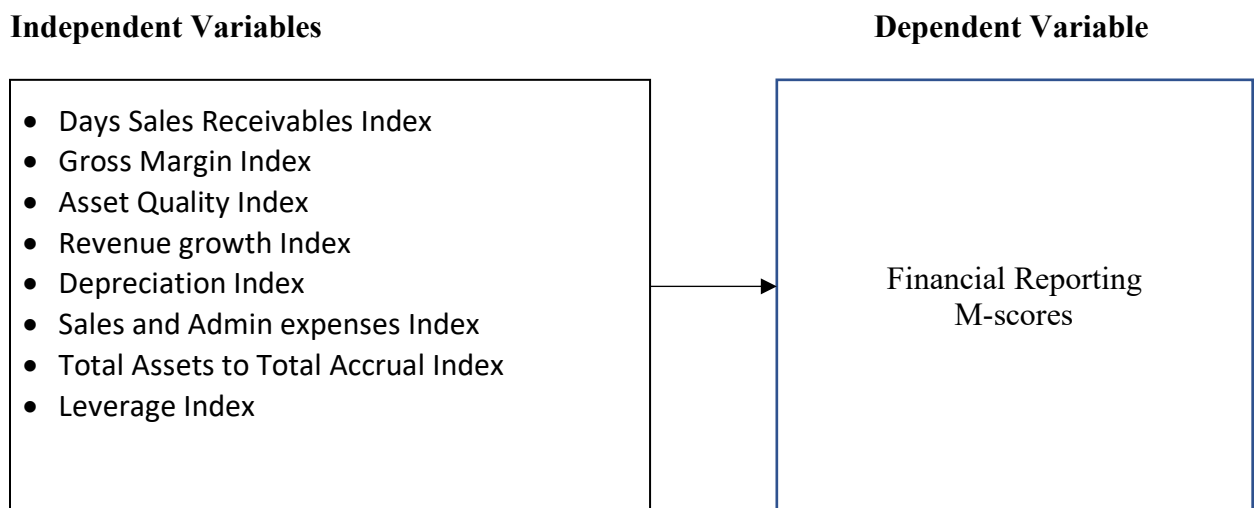 Independent Variables
Dependent Variable
• Days Sales Receivables Index
• Gross Margin Index
• Asset Quality Index
• Revenue growth Index
• Depreciation Index
• Sales and Admin expenses Index
• Total Assets to Total Accrual Index
• Leverage Index
Financial Reporting
M-scores